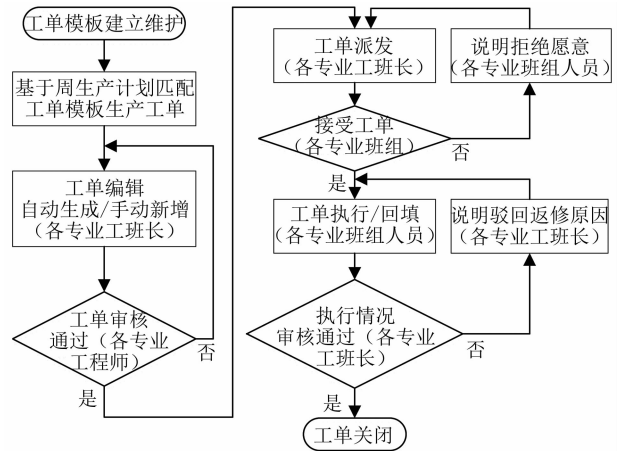 工单模板建立维护
基于周生产计划匹配
工单模板生产工单
工单编辑
自动生成/手动新增
(各专业工班长)
工单审核
通过(各专业
工程师)
否
是
工单派发
(各专业工班长)
说明拒绝愿意
(各专业班组人员)
接受工单
(各专业班组)
否
是
工单执行/回填
(各专业班组人员)
说明驳回返修原因
(各专业工班长)
执行情况
审核通过(各专业
工班长)
否
是
工单关闭